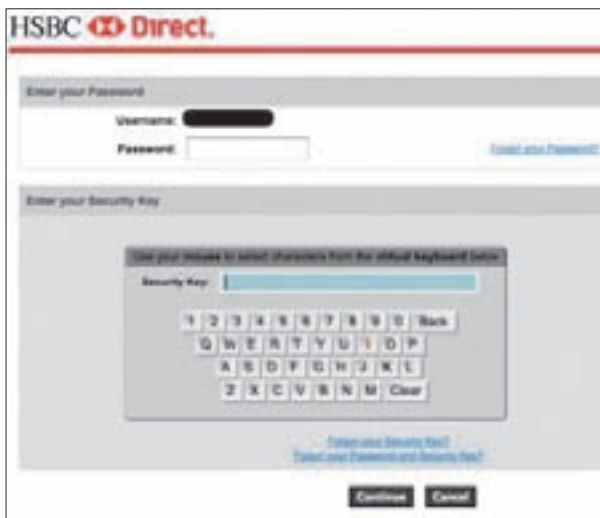 HSBC Direct.
Enter your Password
Username:
Password:
Forgot your Password?
Enter your Security Key
Use your mouse to select characters from the virtual keyboard below
Security Key:
1 2 3 4 5 6 7 8 9 0 Back
Q W E R T Y U I O P
A S D F G H J K L
Z X C V B N M Clear
Forgot your Security Key?
Forgot your Password and Security Key?
Continue Cancel